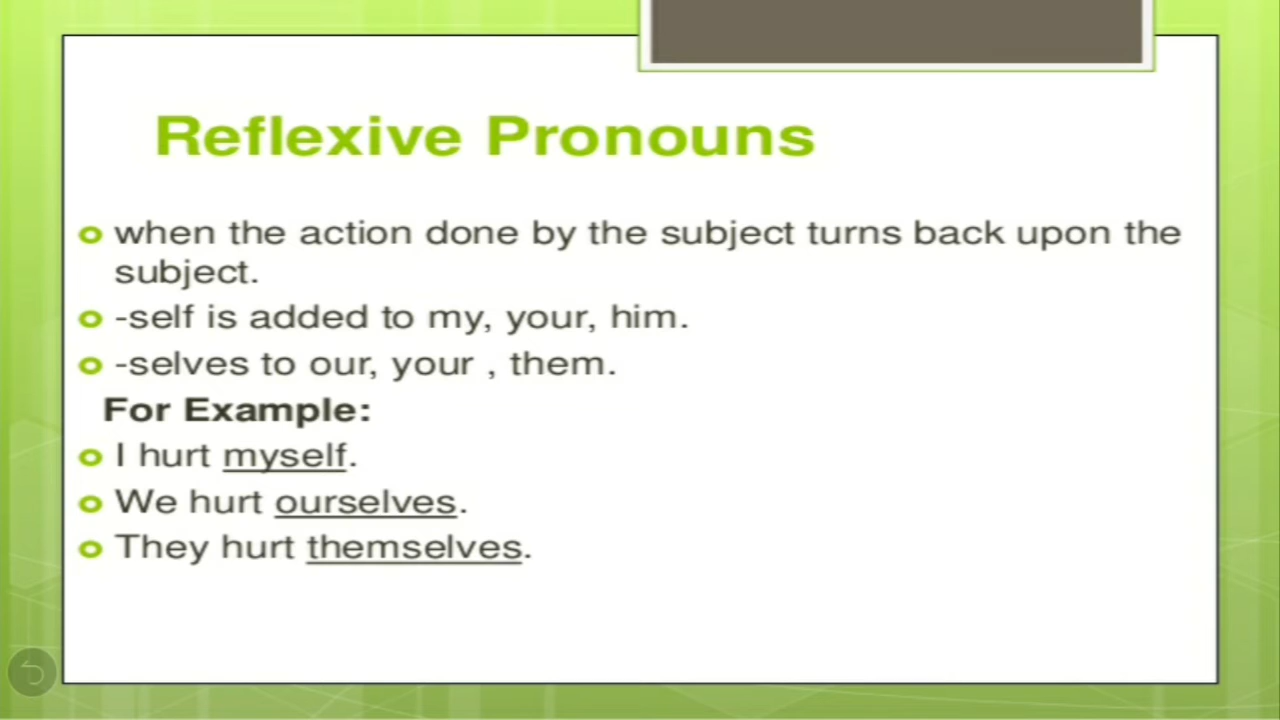 Reflexive Pronouns
when the action done by the subject turns back upon the
subject.
-self is added to my, your, him.
-selves to our, your , them.
For Example:
I hurt myself.
We hurt ourselves.
They hurt themselves.